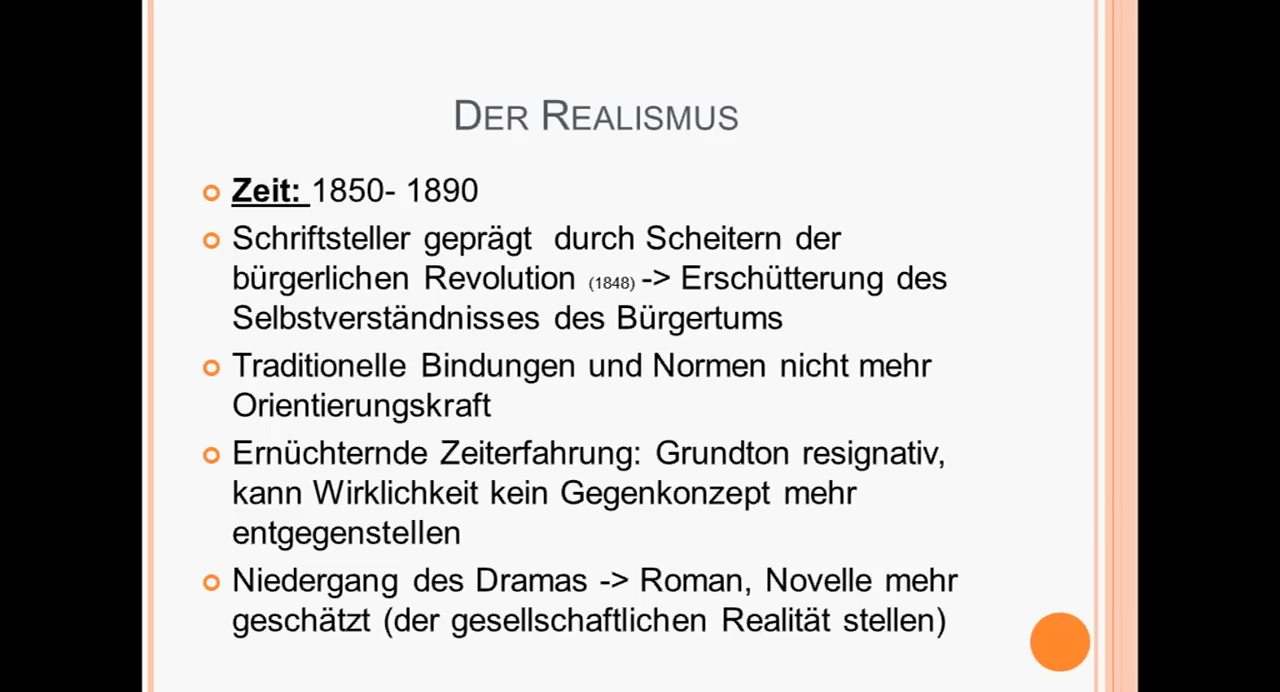 DER REALISMUS
Zeit: 1850- 1890
Schriftsteller geprägt durch Scheitern der
bürgerlichen Revolution (1848) -> Erschütterung des
Selbstverständnisses des Bürgertums
Traditionelle Bindungen und Normen nicht mehr
Orientierungskraft
Ernüchternde Zeiterfahrung: Grundton resignativ,
kann Wirklichkeit kein Gegenkonzept mehr
entgegenstellen
Niedergang des Dramas -> Roman, Novelle mehr
geschätzt (der gesellschaftlichen Realität stellen)